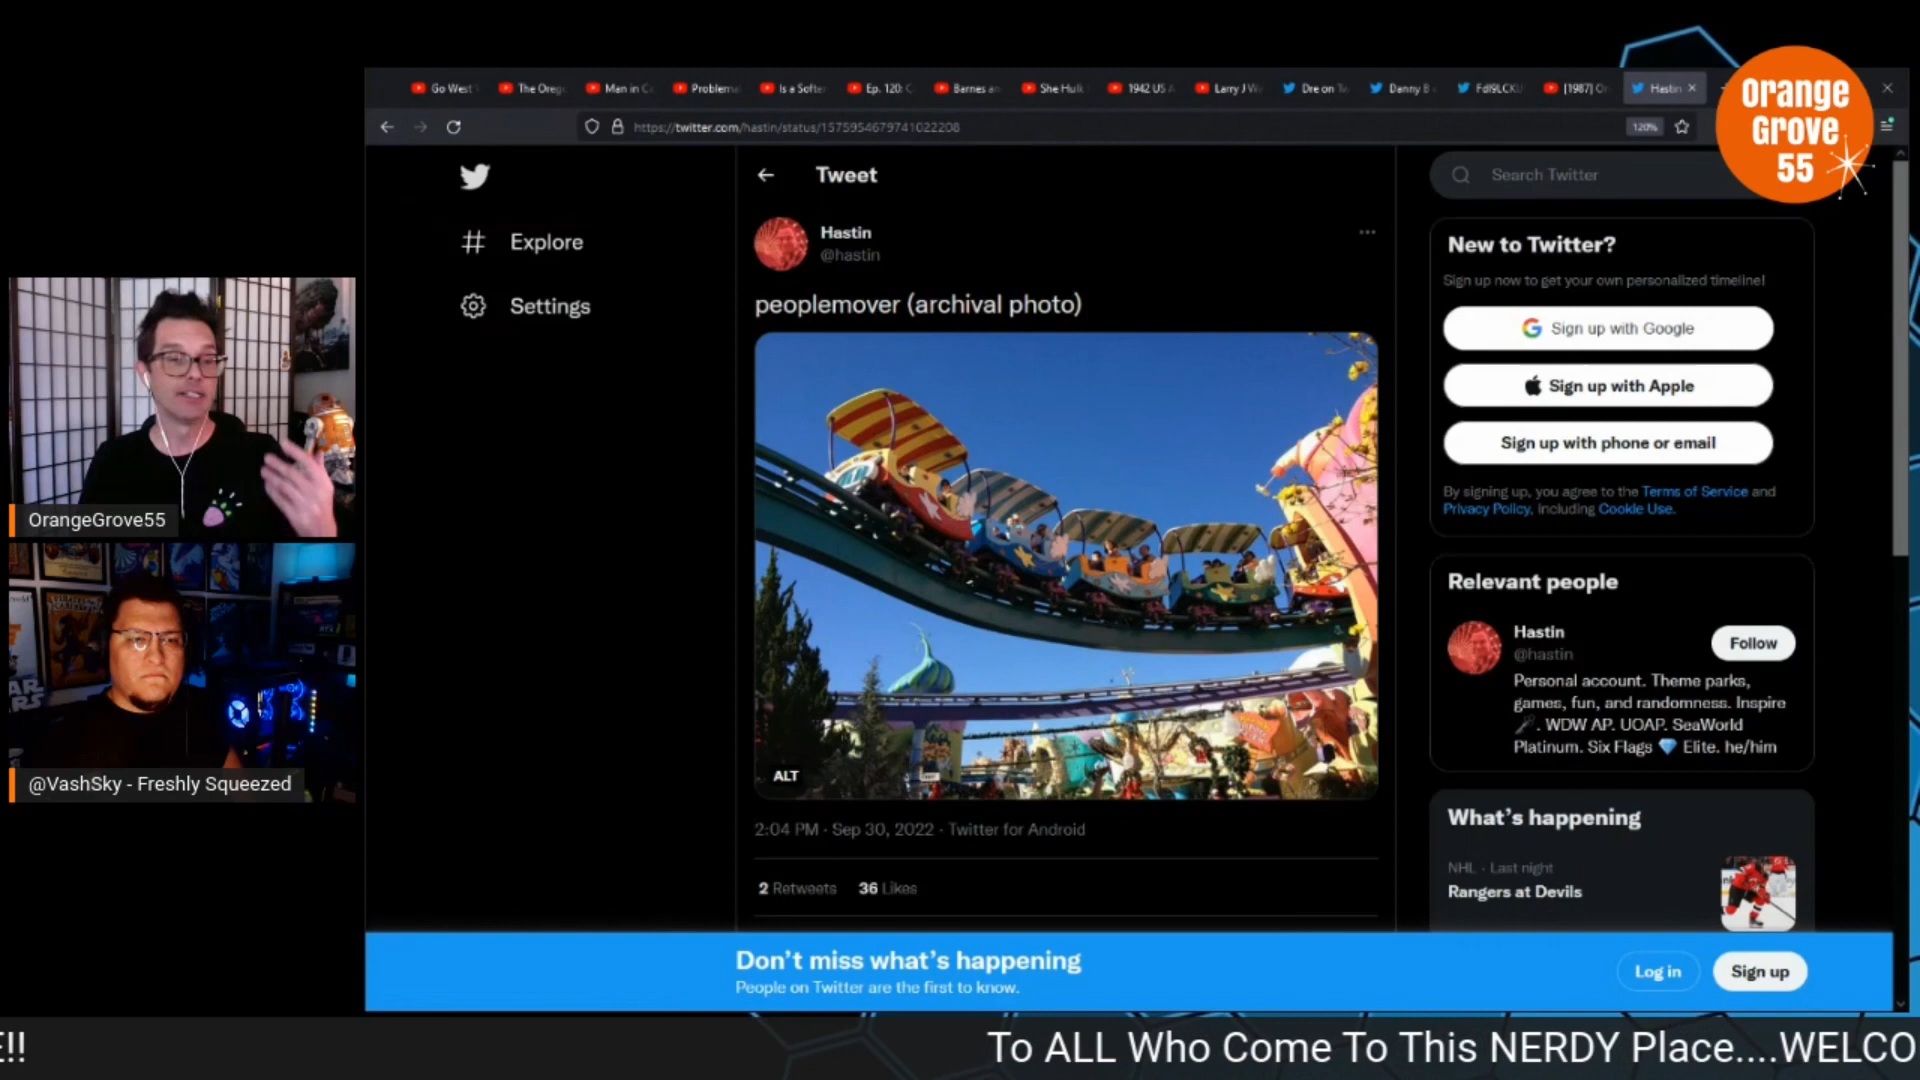 Go West
The Oreg
Man in C
Problem
Is a Softe
Ep. 120:
Barnes an
She Hulk
1942 US
Larry J W
Dre on
Danny B
Fdl9LCK
[1987]
Hastin
https://twitter.com/hastin/status/1575954679741022208
120%
Orange
Grove
55
Explore
Settings
Tweet
Hastin
@hastin
peoplemover (archival photo)
ALT
2:04 PM · Sep 30, 2022 · Twitter for Android
2 Retweets 36 Likes
Search Twitter
New to Twitter?
Sign up now to get your own personalized timeline!
Sign up with Google
Sign up with Apple
Sign up with phone or email
By signing up, you agree to the Terms of Service and
Privacy Policy, including Cookie Use.
Relevant people
Hastin
@hastin
Follow
Personal account. Theme parks,
games, fun, and randomness. Inspire
. WDW AP. UOAP. SeaWorld
Platinum. Six Flags 💎 Elite. he/him
What's happening
NHL · Last night
Rangers at Devils
OrangeGrove55
@VashSky - Freshly Squeezed
Don't miss what's happening
People on Twitter are the first to know.
Log in
Sign up
E!!
To ALL Who Come To This NERDY Place....WELCO